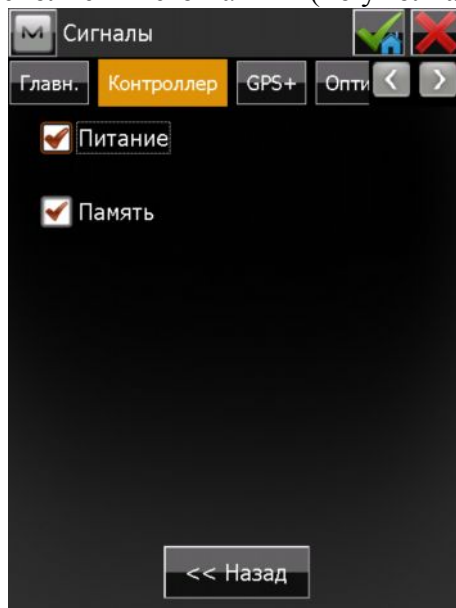 Сигналы
Главн. Контроллер GPS+ Опти
Питание
Память
<< Назад